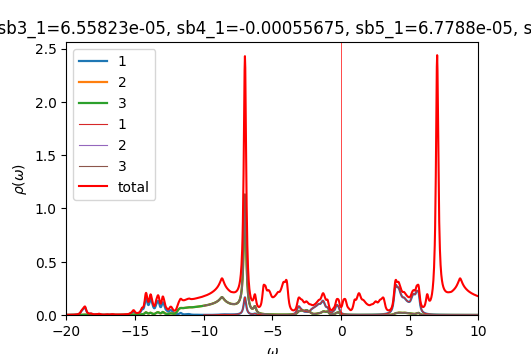 sb3_1=6.55823e-05, sb4_1=-0.00055675, sb5_1=6.7788e-05, s
2.5
2.0
1.5
1.0
0.5
0.0
ρ(ω)
1
2
3
1
2
3
total
−20 −15 −10 −5 0 5 10
ω